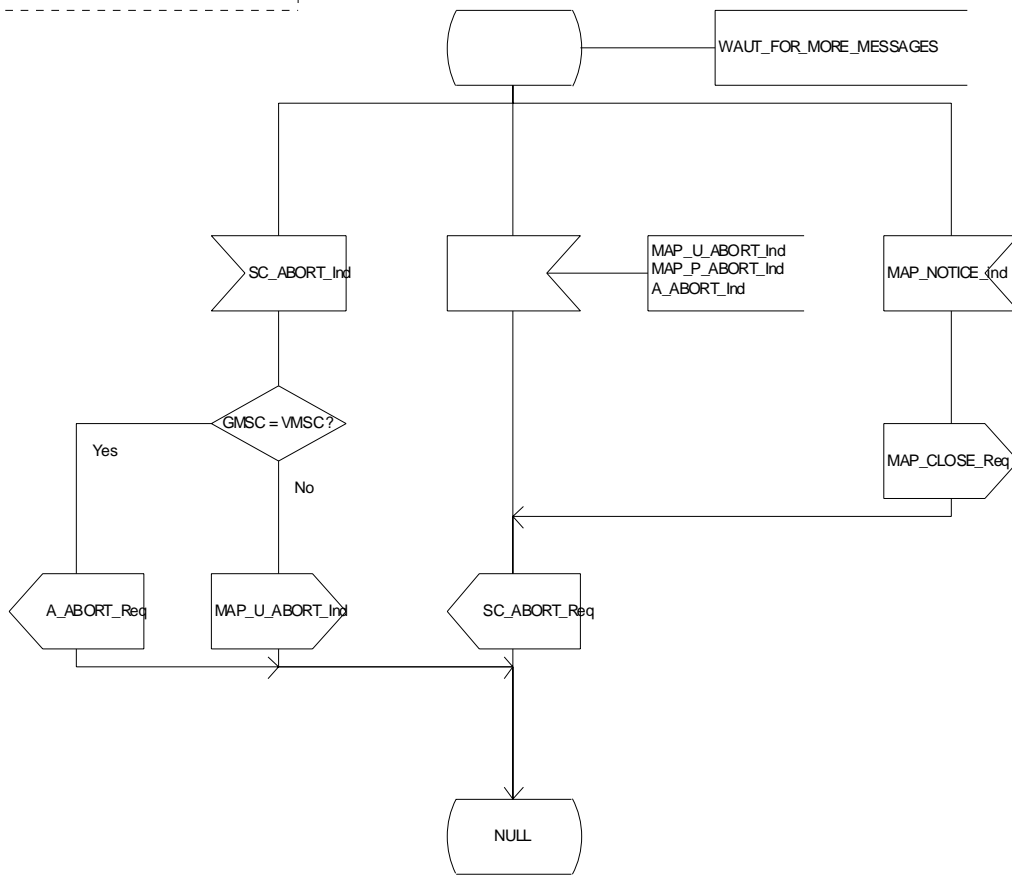 WAUT_FOR_MORE_MESSAGES
SC_ABORT_Ind
MAP_U_ABORT_Ind
MAP_P_ABORT_Ind
A_ABORT_Ind
MAP_NOTICE_ind
GMSC = VMSC?
Yes
No
MAP_CLOSE_Req
A_ABORT_Req
MAP_U_ABORT_Ind
SC_ABORT_Req
NULL